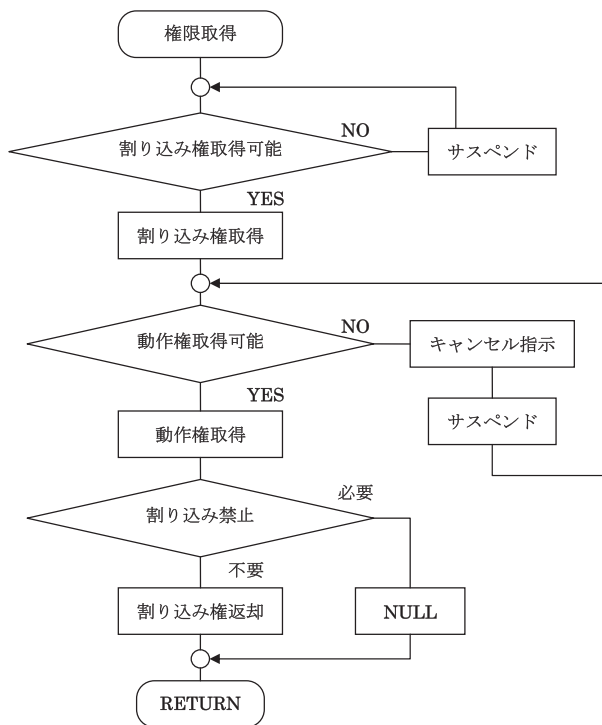 権限取得
割り込み権取得可能
NO
サスペンド
YES
割り込み権取得
動作権取得可能
NO
キャンセル指示
サスペンド
YES
動作権取得
割り込み禁止
必要
不要
割り込み権返却
NULL
RETURN